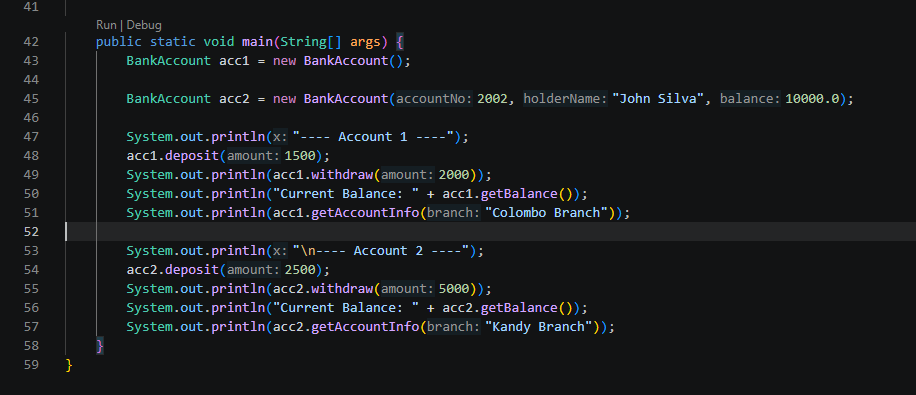 41
Run | Debug
42 public static void main(String[] args) {
43 BankAccount acc1 = new BankAccount();
44
45 BankAccount acc2 = new BankAccount(accountNo: 2002, holderName: "John Silva", balance: 10000.0);
46
47 System.out.println(x: "---- Account 1 ----");
48 acc1.deposit(amount: 1500);
49 System.out.println(acc1.withdraw(amount: 2000));
50 System.out.println("Current Balance: " + acc1.getBalance());
51 System.out.println(acc1.getAccountInfo(branch: "Colombo Branch"));
52
53 System.out.println(x: "\n---- Account 2 ----");
54 acc2.deposit(amount: 2500);
55 System.out.println(acc2.withdraw(amount: 5000));
56 System.out.println("Current Balance: " + acc2.getBalance());
57 System.out.println(acc2.getAccountInfo(branch: "Kandy Branch"));
58 }
59 }